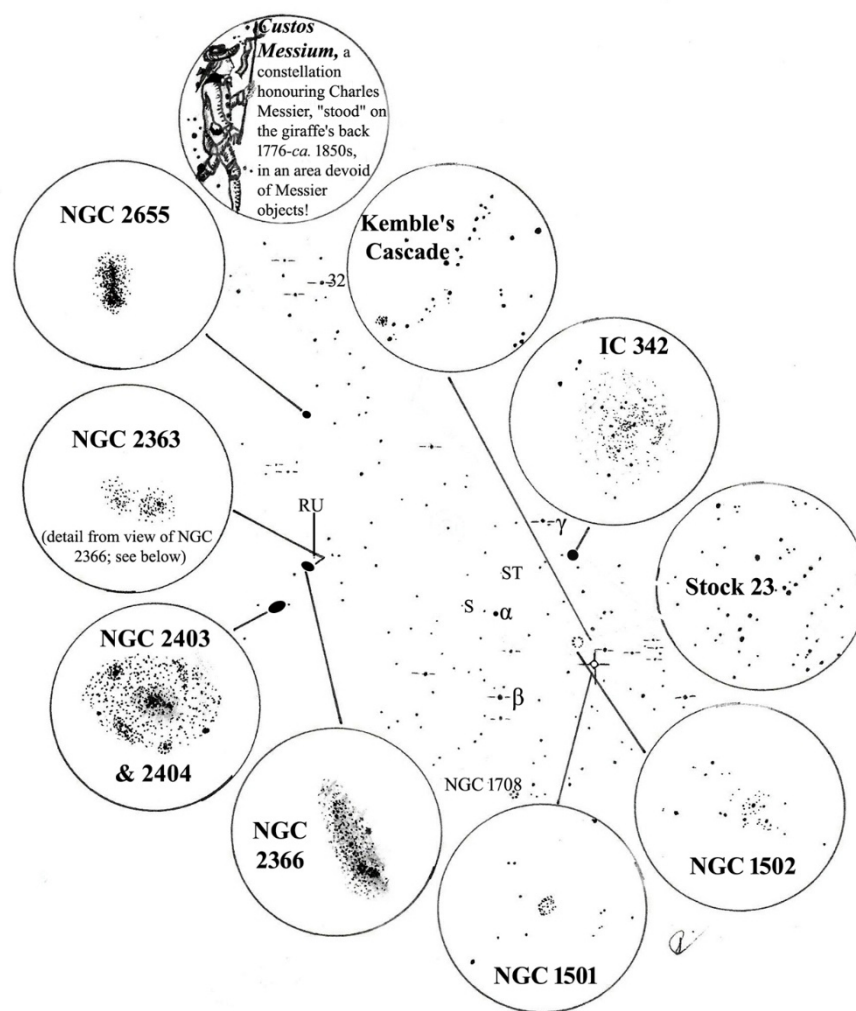 Custos
Messium, a
constellation
honouring Charles
Messier, "stood" on
the giraffe's back
1776-ca. 1850s,
in an area devoid
of Messier
objects!
NGC 2655
Kemble's
Cascade
32
IC 342
NGC 2363
(detail from view of NGC
2366; see below)
RU
γ
ST
Stock 23
S
α
NGC 2403
& 2404
β
NGC 1708
NGC
2366
NGC 1502
NGC 1501